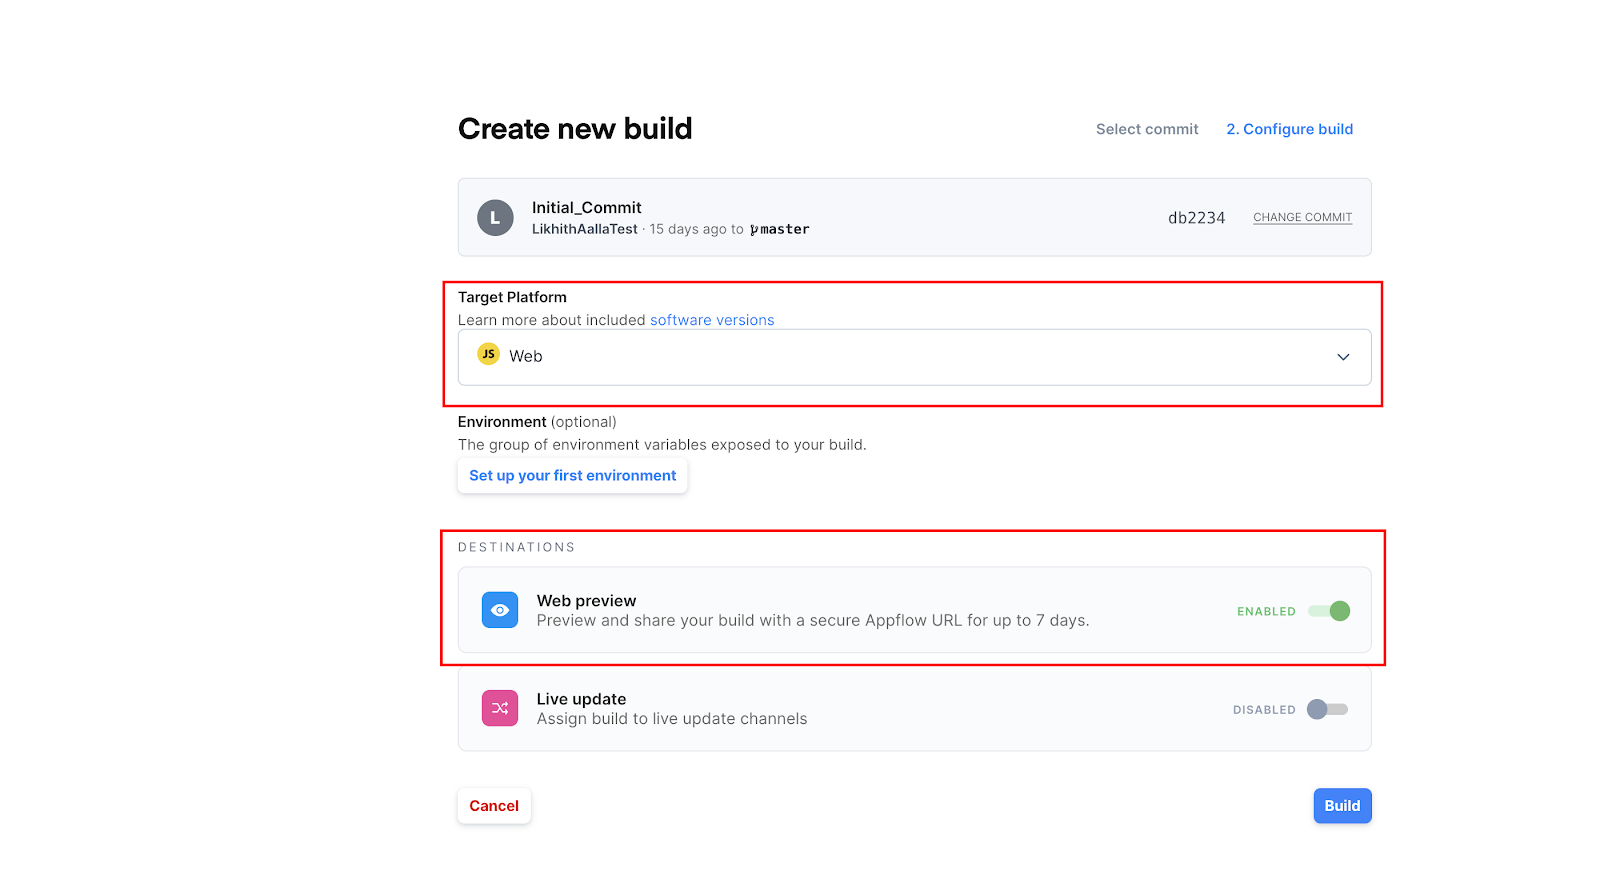 Create new build
Select commit
2. Configure build
L
Initial_Commit
LikhithAallaTest · 15 days ago to master
db2234
CHANGE COMMIT
Target Platform
Learn more about included software versions
JS Web
Environment (optional)
The group of environment variables exposed to your build.
Set up your first environment
DESTINATIONS
Web preview
Preview and share your build with a secure Appflow URL for up to 7 days.
ENABLED
Live update
Assign build to live update channels
DISABLED
Cancel
Build